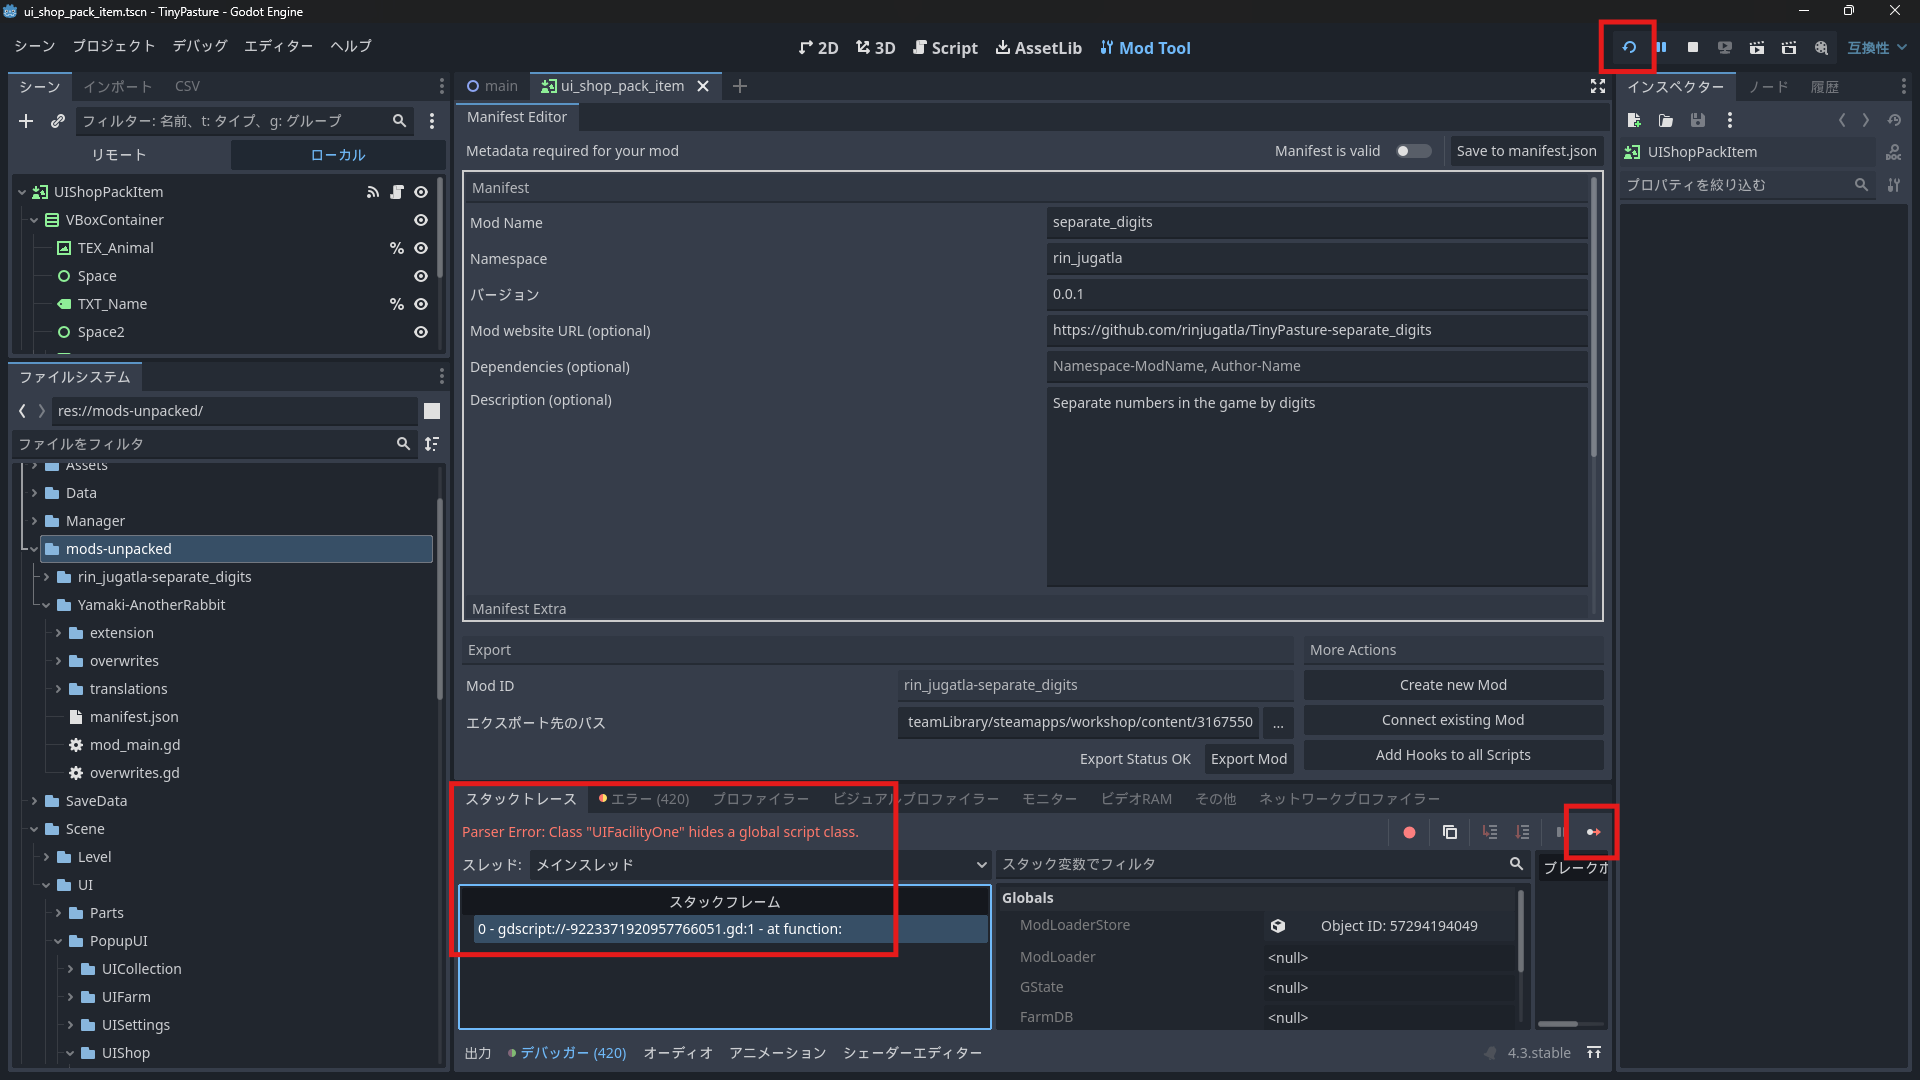 ui_shop_pack_item.tscn - TinyPasture - Godot Engine
シーン プロジェクト デバッグ エディター ヘルプ
2D 3D Script AssetLib Mod Tool
互換性
シーン インポート CSV
フィルター: 名前、t: タイプ、g: グループ
リモート ローカル
UIShopPackItem
VBoxContainer
TEX_Animal
Space
TXT_Name
Space2
ファイルシステム
res://mods-unpacked/
ファイルをフィルタ
Assets
Data
Manager
mods-unpacked
rin_jugatla-separate_digits
Yamaki-AnotherRabbit
extension
overwrites
translations
manifest.json
mod_main.gd
overwrites.gd
SaveData
Scene
Level
UI
Parts
PopupUI
UICollection
UIFarm
UISettings
UIShop
main ui_shop_pack_item
Manifest Editor
Metadata required for your mod Manifest is valid Save to manifest.json
Manifest
Mod Name separate_digits
Namespace rin_jugatla
バージョン 0.0.1
Mod website URL (optional) https://github.com/rinjugatla/TinyPasture-separate_digits
Dependencies (optional) Namespace-ModName, Author-Name
Description (optional) Separate numbers in the game by digits
Manifest Extra
Export More Actions
Mod ID rin_jugatla-separate_digits Create new Mod
エクスポート先のパス teamLibrary/steamapps/workshop/content/3167550 ... Connect existing Mod
Export Status OK Export Mod Add Hooks to all Scripts
スタックトレース エラー (420) プロファイラー ビジュアルプロファイラー モニター ビデオRAM その他 ネットワークプロファイラー
Parser Error: Class "UIFacilityOne" hides a global script class.
スレッド: メインスレッド スタック変数でフィルタ ブレークポ
スタックフレーム
0 - gdscript://-9223371920957766051.gd:1 - at function:
Globals
ModLoaderStore Object ID: 57294194049
ModLoader <null>
GState <null>
FarmDB <null>
出力 デバッガー (420) オーディオ アニメーション シェーダーエディター 4.3.stable
インスペクター ノード 履歴
UIShopPackItem
プロパティを絞り込む